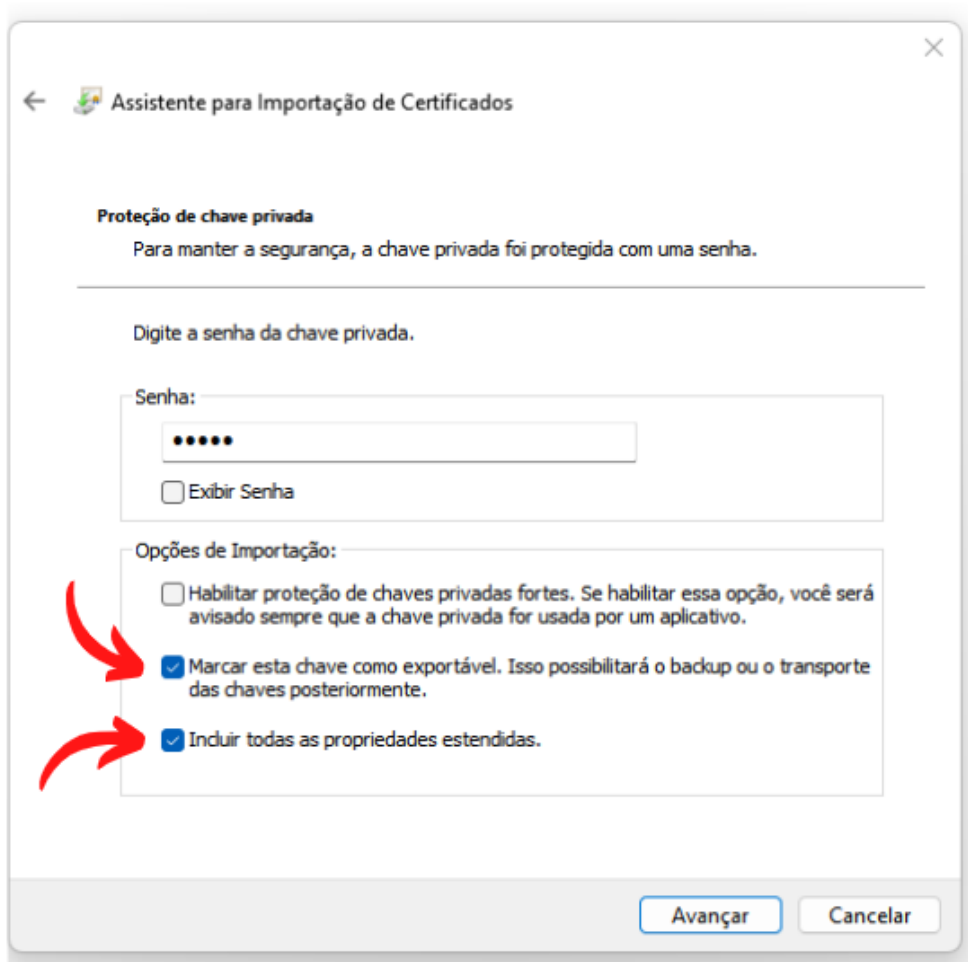 Assistente para Importação de Certificados
Proteção de chave privada
Para manter a segurança, a chave privada foi protegida com uma senha.
Digite a senha da chave privada.
Senha:
•••••
Exibir Senha
Opções de Importação:
Habilitar proteção de chaves privadas fortes. Se habilitar essa opção, você será
avisado sempre que a chave privada for usada por um aplicativo.
Marcar esta chave como exportável. Isso possibilitará o backup ou o transporte
das chaves posteriormente.
Incluir todas as propriedades estendidas.
Avançar
Cancelar